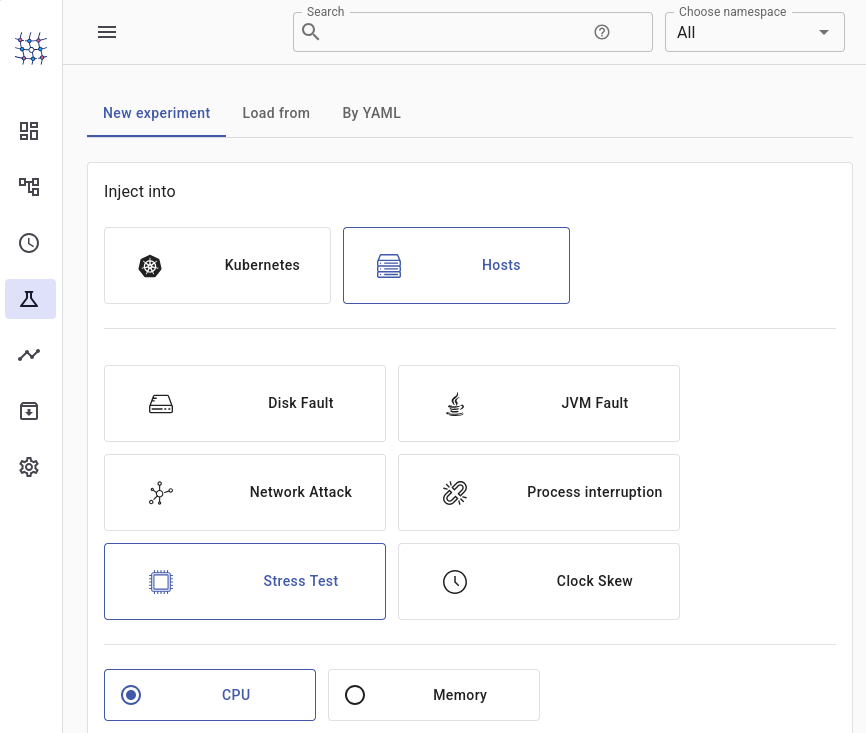 Search
Choose namespace
All
New experiment
Load from
By YAML
Inject into
Kubernetes
Hosts
Disk Fault
JVM Fault
Network Attack
Process interruption
Stress Test
Clock Skew
CPU
Memory